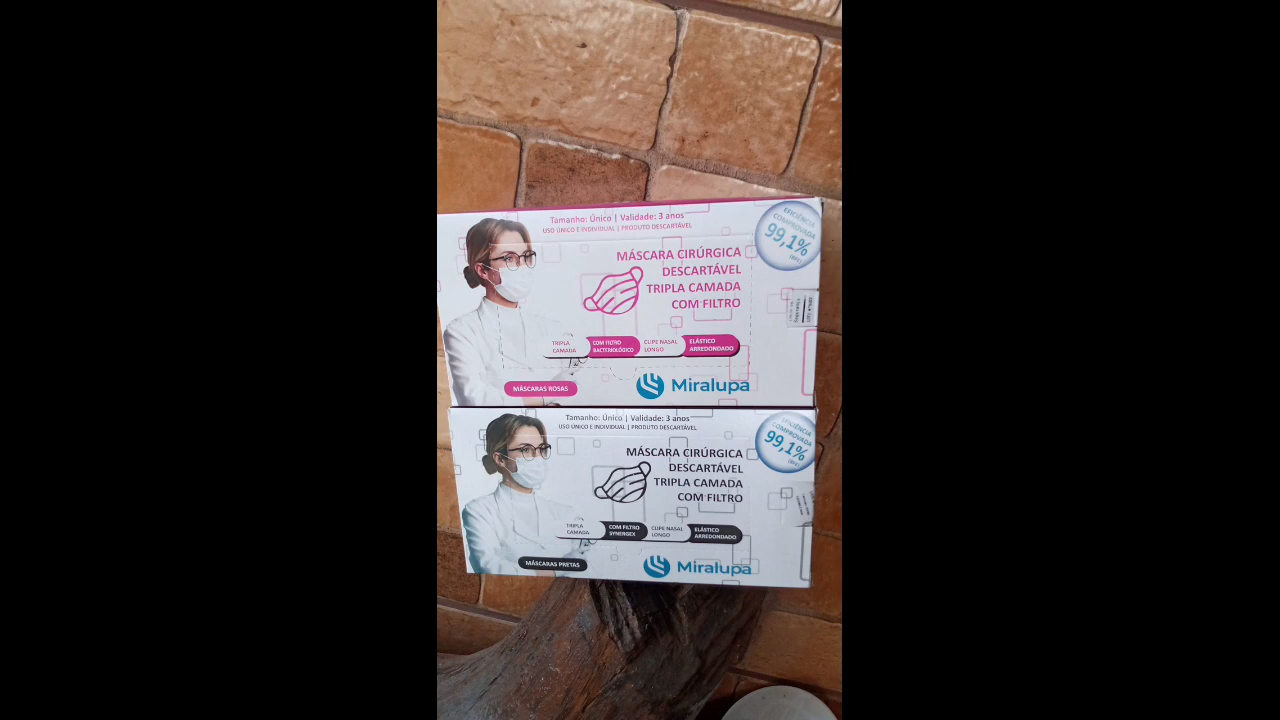 Tamanho: Único | Validade: 3 anos
USO ÚNICO E INDIVIDUAL | PRODUTO DESCARTÁVEL
EFICIÊNCIA
COMPROVADA
99,1%
(BFE)
MÁSCARA CIRÚRGICA
DESCARTÁVEL
TRIPLA CAMADA
COM FILTRO
TRIPLA
CAMADA
COM FILTRO
BACTERIOLÓGICO
CLIPE NASAL
LONGO
ELÁSTICO
ARREDONDADO
MÁSCARAS ROSAS
Miralupa
Tamanho: Único | Validade: 3 anos
USO ÚNICO E INDIVIDUAL | PRODUTO DESCARTÁVEL
EFICIÊNCIA
COMPROVADA
99,1%
(BFE)
MÁSCARA CIRÚRGICA
DESCARTÁVEL
TRIPLA CAMADA
COM FILTRO
TRIPLA
CAMADA
COM FILTRO
SYNERGEX
CLIPE NASAL
LONGO
ELÁSTICO
ARREDONDADO
MÁSCARAS PRETAS
Miralupa